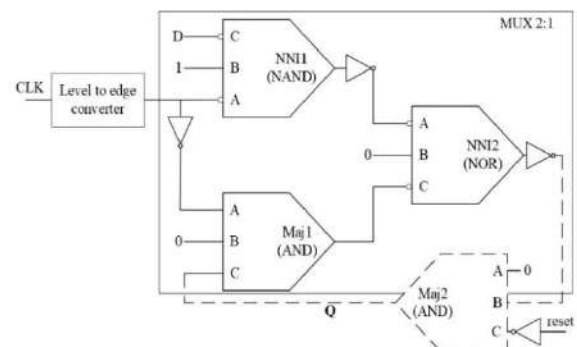 MUX 2:1
D
C
NNI1
(NAND)
1
B
CLK
Level to edge
converter
A
A
NNI2
(NOR)
0
B
C
A
Maj1
(AND)
0
B
C
A
0
Maj2
(AND)
B
Q
C
reset